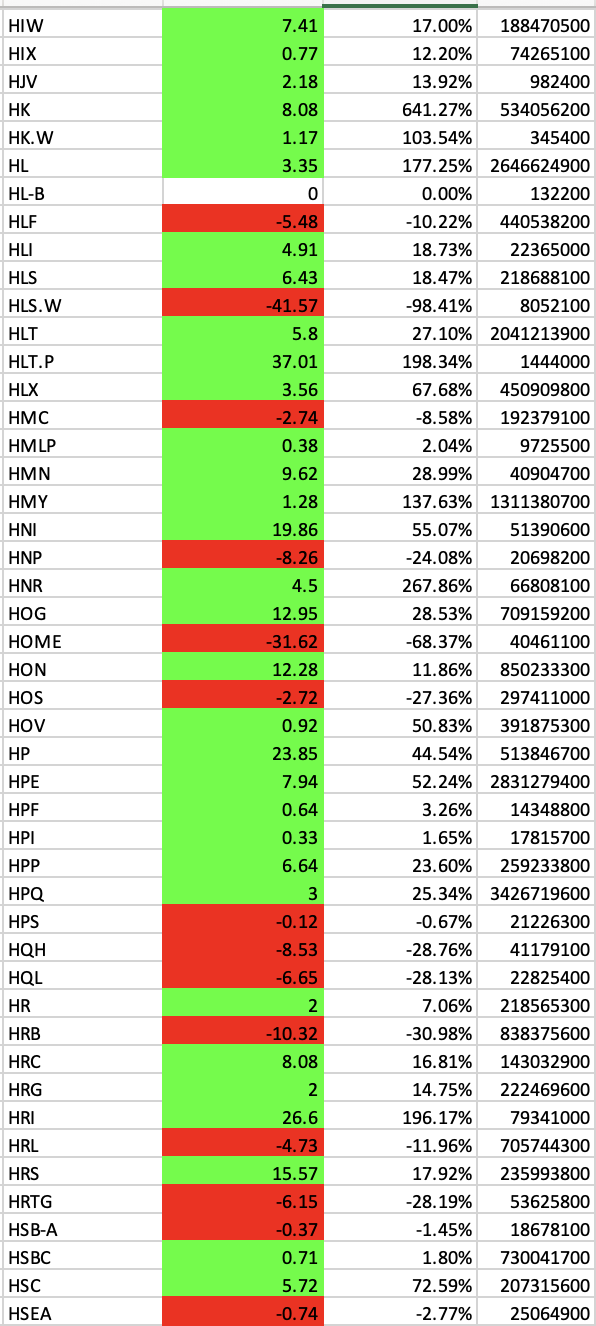 HIW 7.41 17.00% 188470500
HIX 0.77 12.20% 74265100
HJV 2.18 13.92% 982400
HK 8.08 641.27% 534056200
HK.W 1.17 103.54% 345400
HL 3.35 177.25% 2646624900
HL-B 0 0.00% 132200
HLF -5.48 -10.22% 440538200
HLI 4.91 18.73% 22365000
HLS 6.43 18.47% 218688100
HLS.W -41.57 -98.41% 8052100
HLT 5.8 27.10% 2041213900
HLT.P 37.01 198.34% 1444000
HLX 3.56 67.68% 450909800
HMC -2.74 -8.58% 192379100
HMLP 0.38 2.04% 9725500
HMN 9.62 28.99% 40904700
HMY 1.28 137.63% 1311380700
HNI 19.86 55.07% 51390600
HNP -8.26 -24.08% 20698200
HNR 4.5 267.86% 66808100
HOG 12.95 28.53% 709159200
HOME -31.62 -68.37% 40461100
HON 12.28 11.86% 850233300
HOS -2.72 -27.36% 297411000
HOV 0.92 50.83% 391875300
HP 23.85 44.54% 513846700
HPE 7.94 52.24% 2831279400
HPF 0.64 3.26% 14348800
HPI 0.33 1.65% 17815700
HPP 6.64 23.60% 259233800
HPQ 3 25.34% 3426719600
HPS -0.12 -0.67% 21226300
HQH -8.53 -28.76% 41179100
HQL -6.65 -28.13% 22825400
HR 2 7.06% 218565300
HRB -10.32 -30.98% 838375600
HRC 8.08 16.81% 143032900
HRG 2 14.75% 222469600
HRI 26.6 196.17% 79341000
HRL -4.73 -11.96% 705744300
HRS 15.57 17.92% 235993800
HRTG -6.15 -28.19% 53625800
HSB-A -0.37 -1.45% 18678100
HSBC 0.71 1.80% 730041700
HSC 5.72 72.59% 207315600
HSEA -0.74 -2.77% 25064900